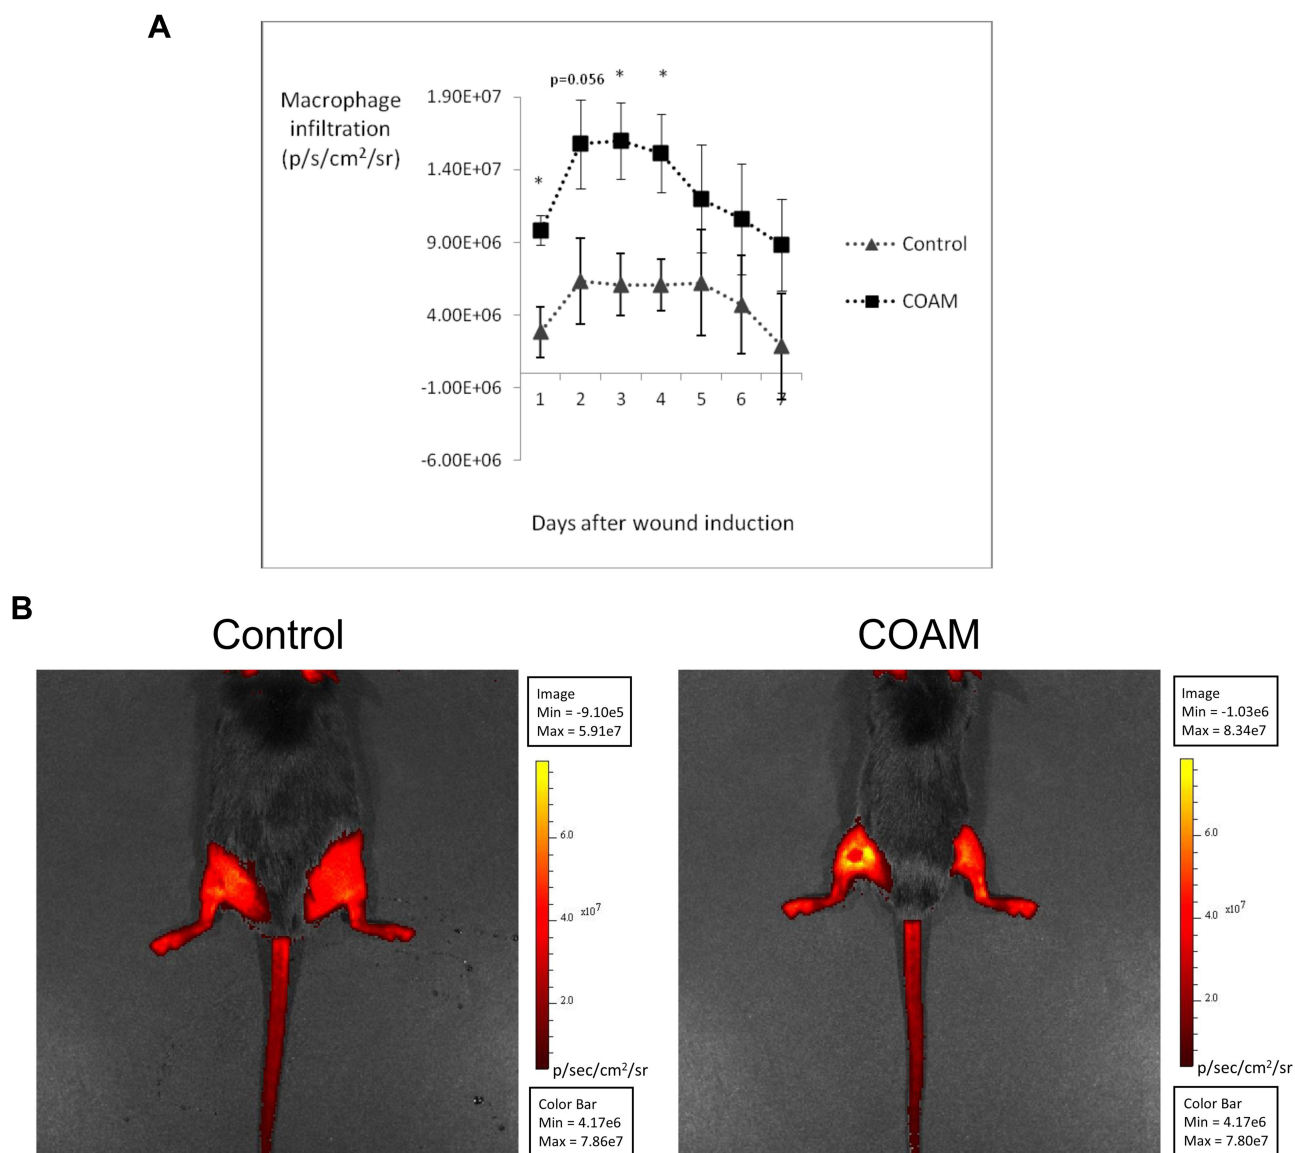 A
Macrophage
infiltration
(p/s/cm²/sr)
p=0.056 * *
*
1.90E+07
1.40E+07
9.00E+06
4.00E+06
-1.00E+06
-6.00E+06
1 2 3 4 5 6 7
Days after wound induction
Control
COAM
B
Control
Image
Min = -9.10e5
Max = 5.91e7
6.0
4.0 x10⁷
2.0
p/sec/cm²/sr
Color Bar
Min = 4.17e6
Max = 7.86e7
COAM
Image
Min = -1.03e6
Max = 8.34e7
6.0
4.0 x10⁷
2.0
p/sec/cm²/sr
Color Bar
Min = 4.17e6
Max = 7.80e7